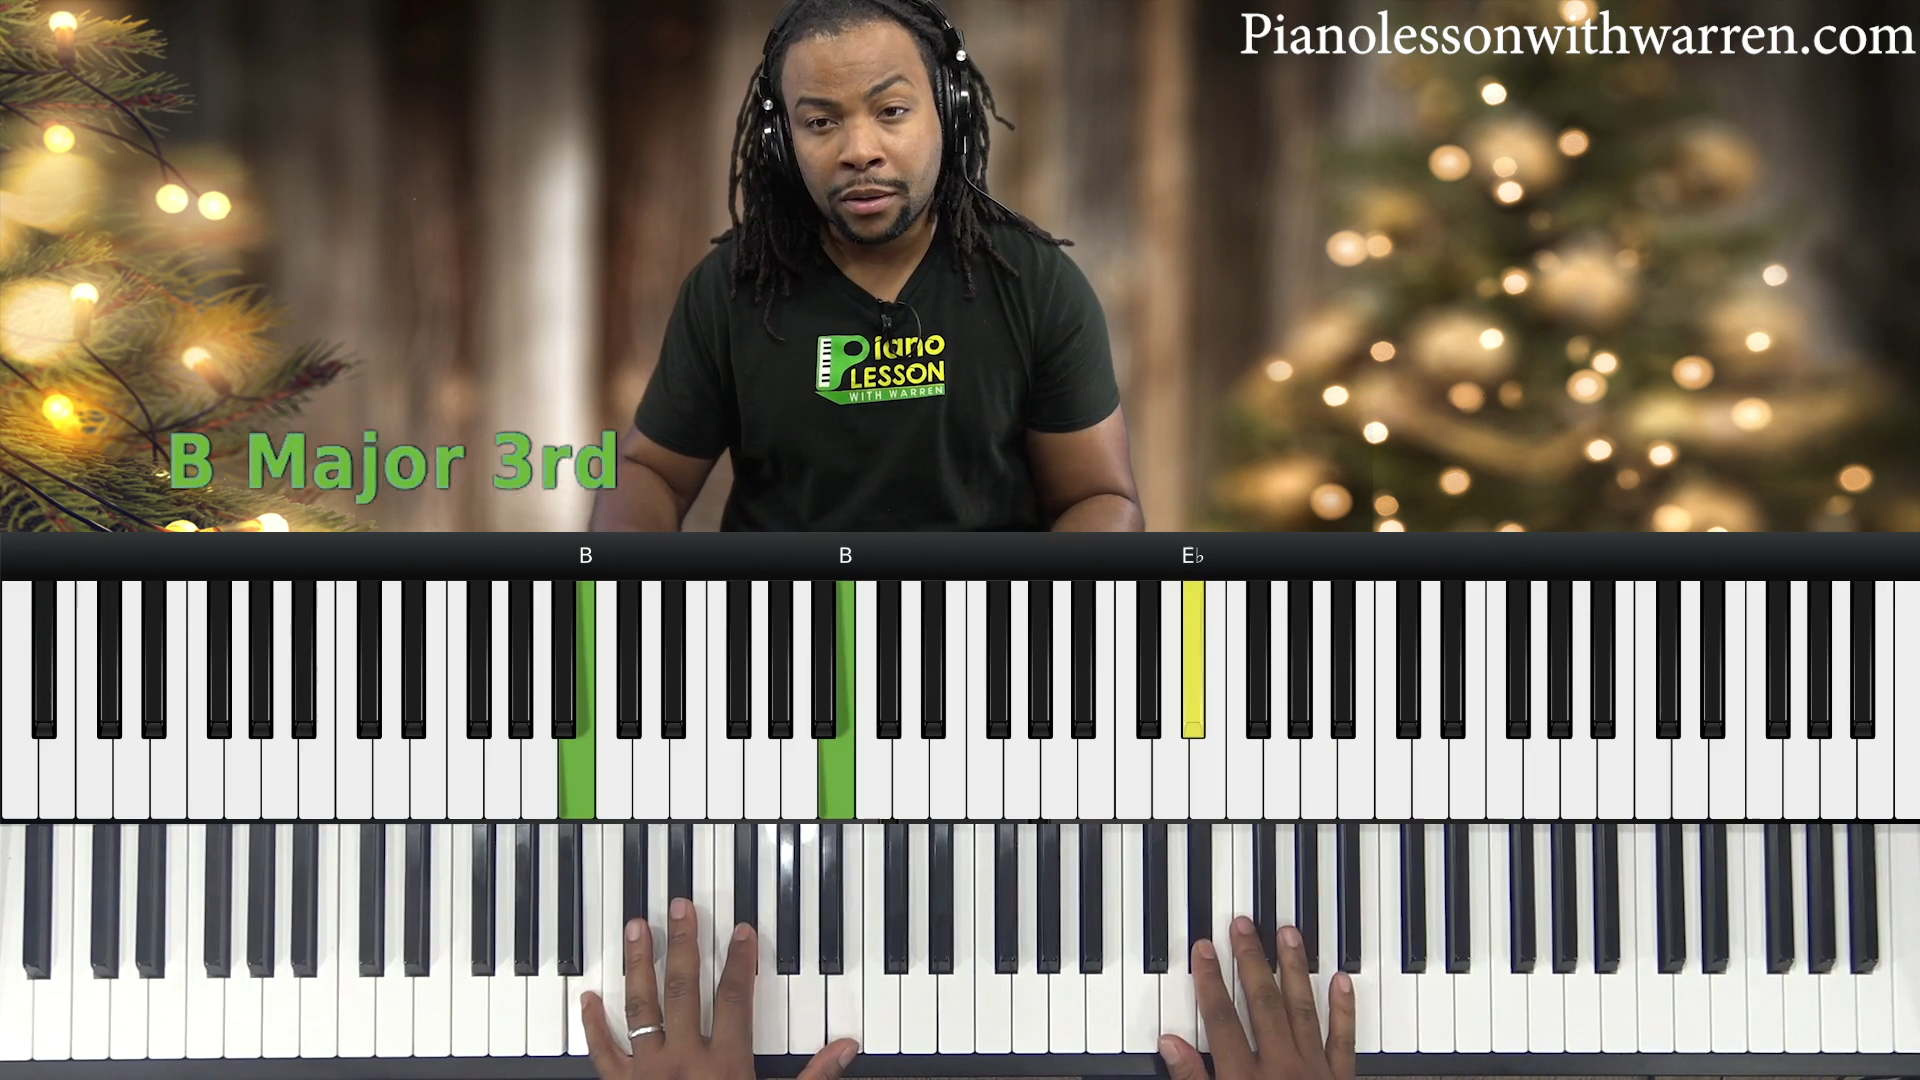 Pianolessonwithwarren.com
Piano
LESSON
WITH WARREN
B Major 3rd
B B E♭